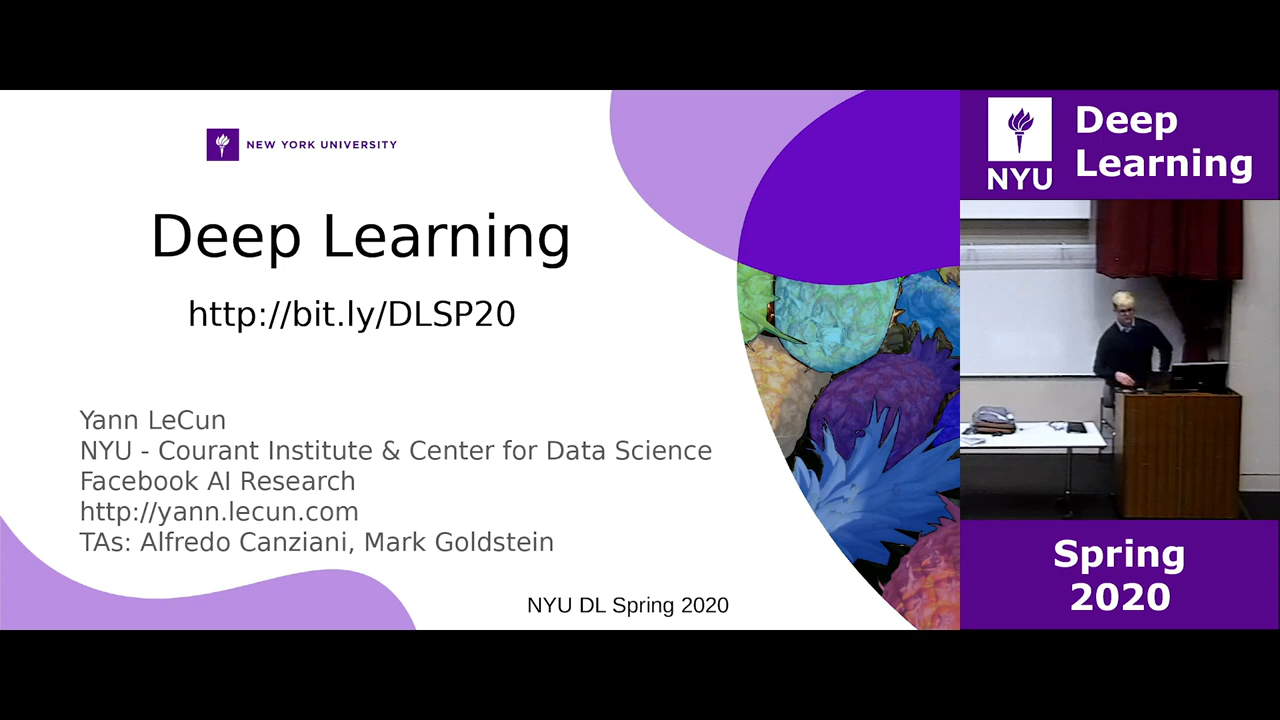 NEW YORK UNIVERSITY
Deep Learning
http://bit.ly/DLSP20
Yann LeCun
NYU - Courant Institute & Center for Data Science
Facebook AI Research
http://yann.lecun.com
TAs: Alfredo Canziani, Mark Goldstein
NYU DL Spring 2020
NYU
Deep
Learning
Spring
2020